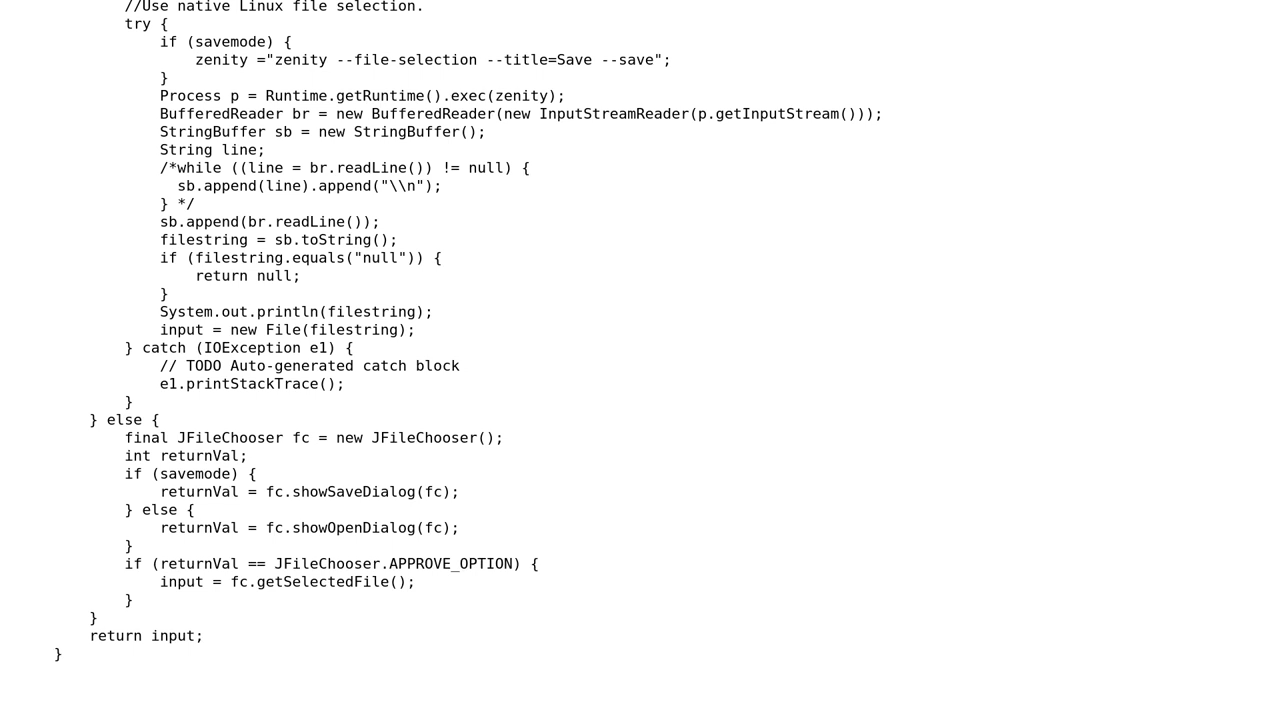 //Use native Linux file selection.
try {
if (savemode) {
zenity ="zenity --file-selection --title=Save --save";
}
Process p = Runtime.getRuntime().exec(zenity);
BufferedReader br = new BufferedReader(new InputStreamReader(p.getInputStream()));
StringBuffer sb = new StringBuffer();
String line;
/*while ((line = br.readLine()) != null) {
sb.append(line).append("\\n");
} */
sb.append(br.readLine());
filestring = sb.toString();
if (filestring.equals("null")) {
return null;
}
System.out.println(filestring);
input = new File(filestring);
} catch (IOException e1) {
// TODO Auto-generated catch block
e1.printStackTrace();
}
} else {
final JFileChooser fc = new JFileChooser();
int returnVal;
if (savemode) {
returnVal = fc.showSaveDialog(fc);
} else {
returnVal = fc.showOpenDialog(fc);
}
if (returnVal == JFileChooser.APPROVE_OPTION) {
input = fc.getSelectedFile();
}
}
return input;
}